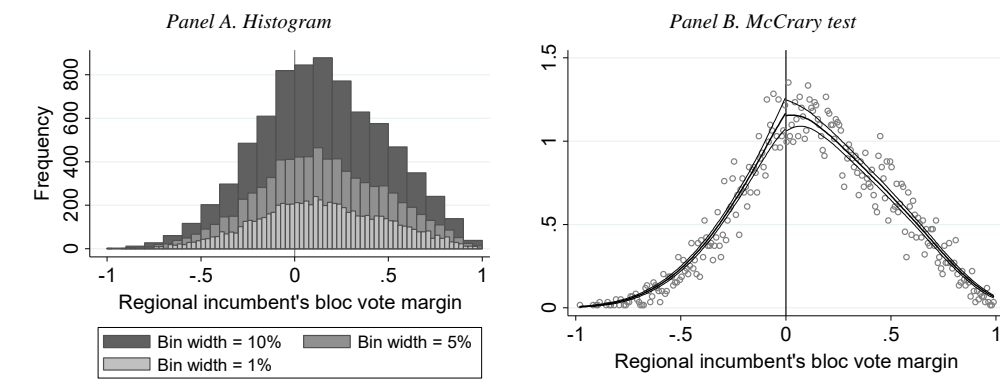 Panel A. Histogram
Frequency
800
600
400
200
0
-1 -.5 0 .5 1
Regional incumbent's bloc vote margin
Bin width = 10% Bin width = 5%
Bin width = 1%
Panel B. McCrary test
1.5
1
.5
0
-1 -.5 0 .5 1
Regional incumbent's bloc vote margin